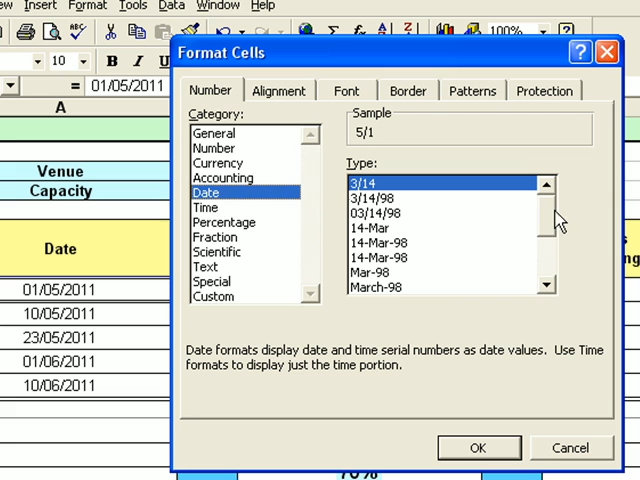 ew Insert Format Tools Data Window Help
ABC Σ f A Z 100% ?
10 B I U
= 01/05/2011
A
Venue
Capacity
Date
01/05/2011
10/05/2011
23/05/2011
01/06/2011
10/06/2011
Format Cells
Number Alignment Font Border Patterns Protection
Category:
General
Number
Currency
Accounting
Date
Time
Percentage
Fraction
Scientific
Text
Special
Custom
Sample
5/1
Type:
3/14
3/14/98
03/14/98
14-Mar
14-Mar-98
14-Mar-98
Mar-98
March-98
Date formats display date and time serial numbers as date values. Use Time
formats to display just the time portion.
OK Cancel
s
ng
70%